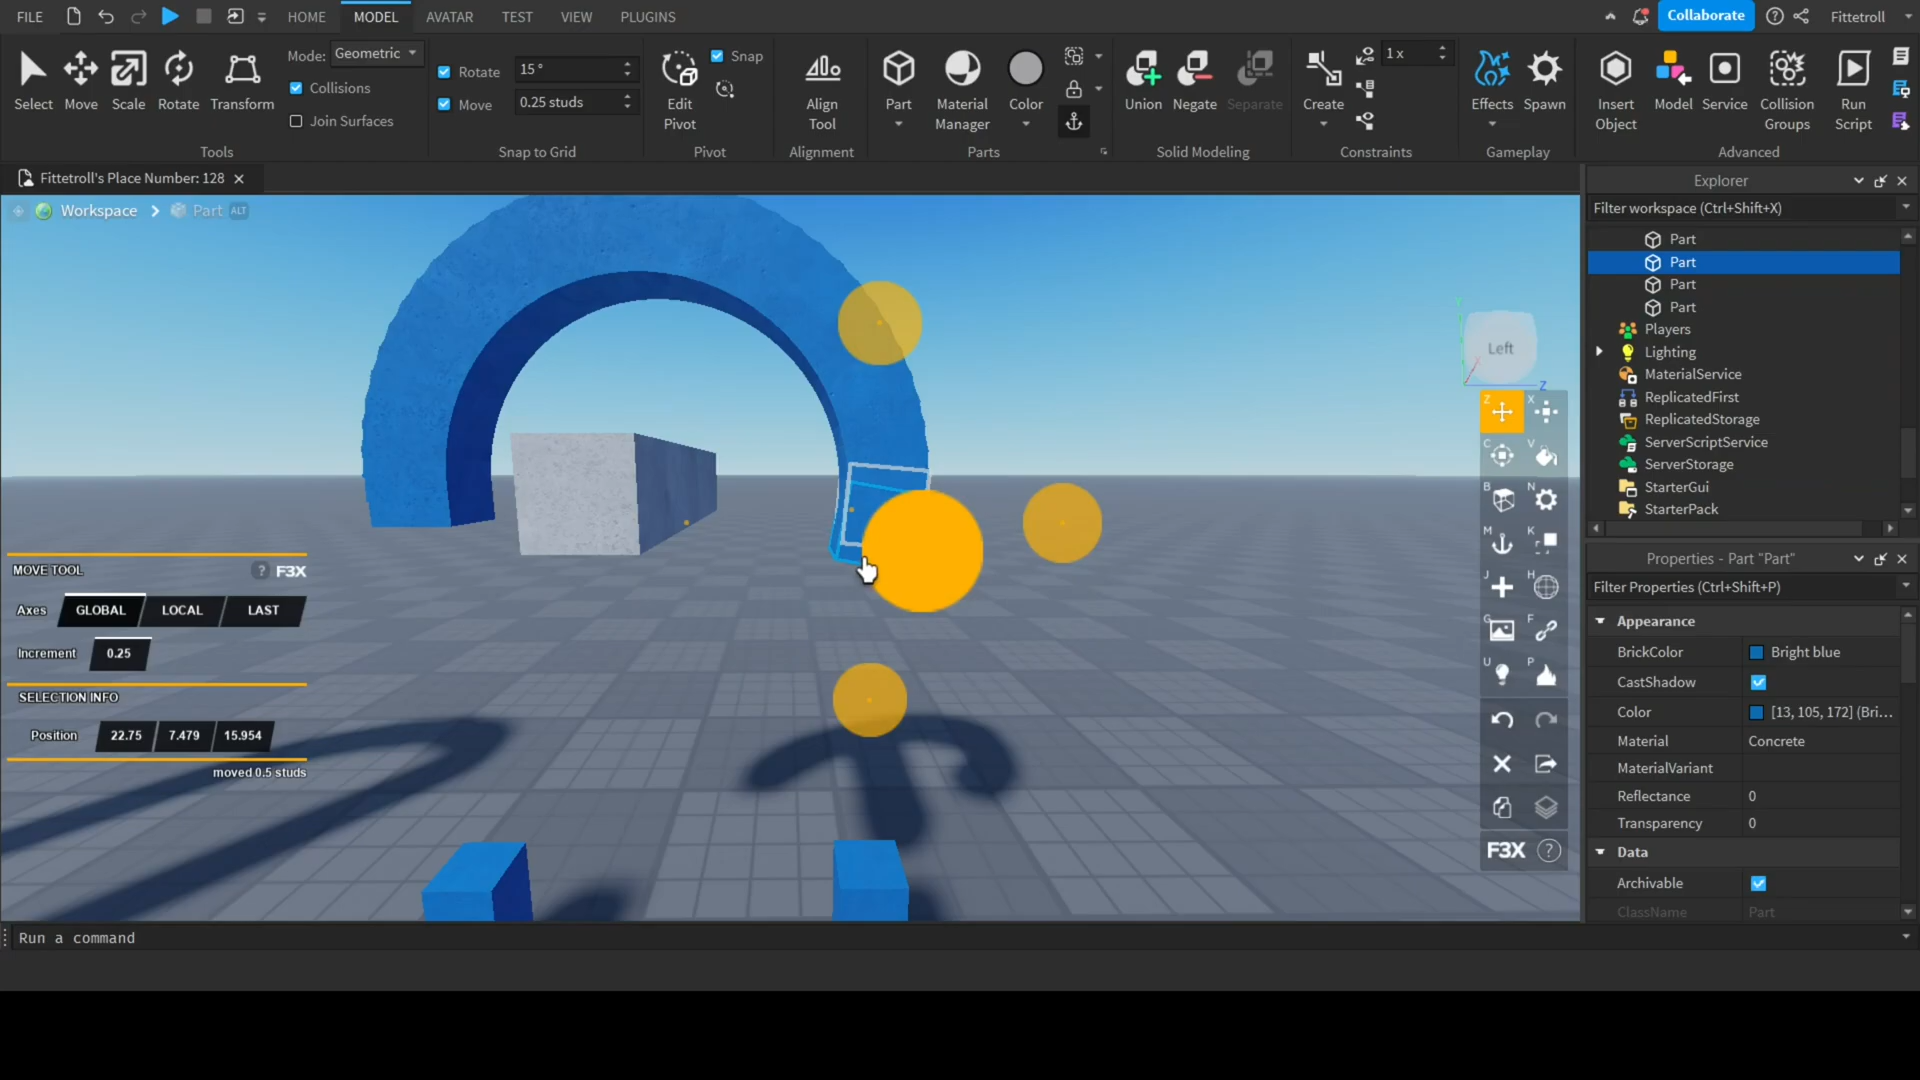 FILE HOME MODEL AVATAR TEST VIEW PLUGINS Collaborate Fittetroll
Select Move Scale Rotate Transform
Mode: Geometric
Collisions
Join Surfaces
Tools
Rotate 15 °
Move 0.25 studs
Snap to Grid
Edit Pivot
Snap
Pivot
Align Tool
Alignment
Part
Material Manager
Color
Parts
Union Negate Separate
Solid Modeling
Create
1 x
Constraints
Effects Spawn
Gameplay
Insert Object
Model
Service
Collision Groups
Run Script
Advanced
Fittetroll's Place Number: 128
Workspace Part ALT
Left
Y
Z
MOVE TOOL ? F3X
Axes GLOBAL LOCAL LAST
Increment 0.25
SELECTION INFO
Position 22.75 7.479 15.954
moved 0.5 studs
Z X
C V
B N
M K
J H
G F
U P
F3X ?
Explorer
Filter workspace (Ctrl+Shift+X)
Part
Part
Part
Part
Players
Lighting
MaterialService
ReplicatedFirst
ReplicatedStorage
ServerScriptService
ServerStorage
StarterGui
StarterPack
Properties - Part "Part"
Filter Properties (Ctrl+Shift+P)
Appearance
BrickColor Bright blue
CastShadow
Color [13, 105, 172] (Bri...
Material Concrete
MaterialVariant
Reflectance 0
Transparency 0
Data
Archivable
ClassName Part
Run a command